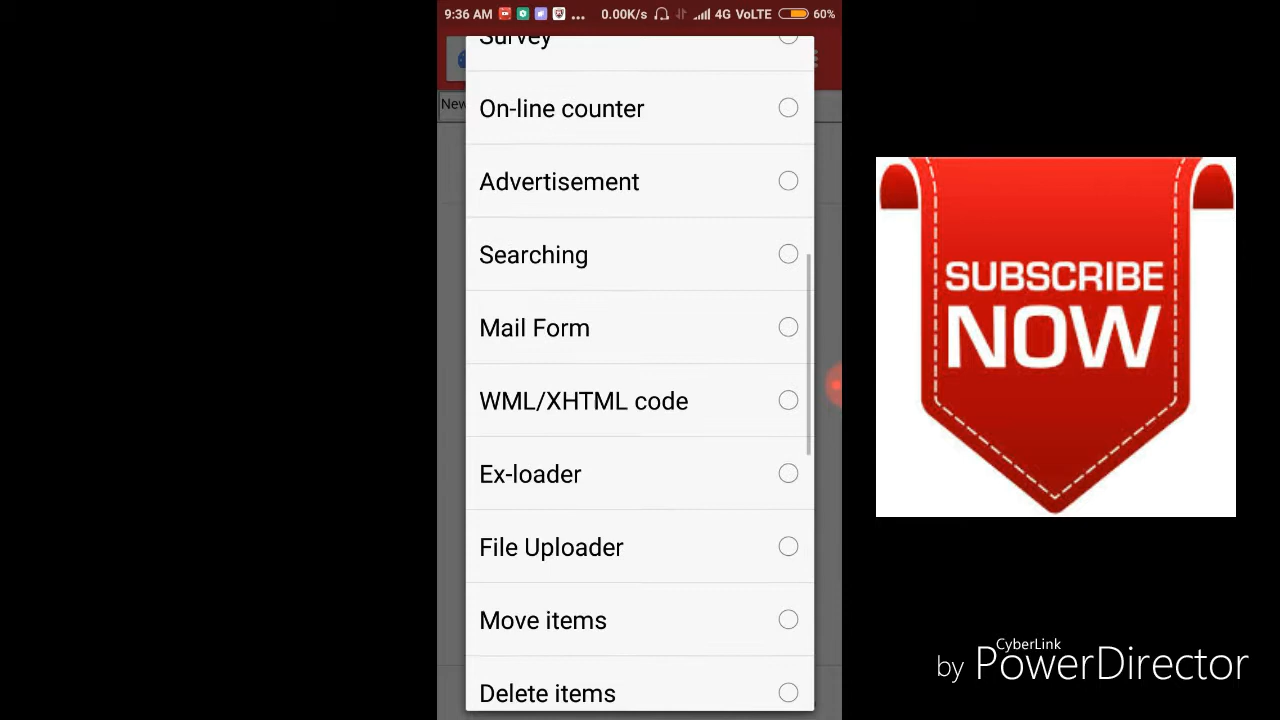 9:36 AM ... 0.00K/s 4G VoLTE 60%
Survey
New
On-line counter
Advertisement
Searching
Mail Form
WML/XHTML code
Ex-loader
File Uploader
Move items
Delete items
SUBSCRIBE
NOW
CyberLink
by PowerDirector